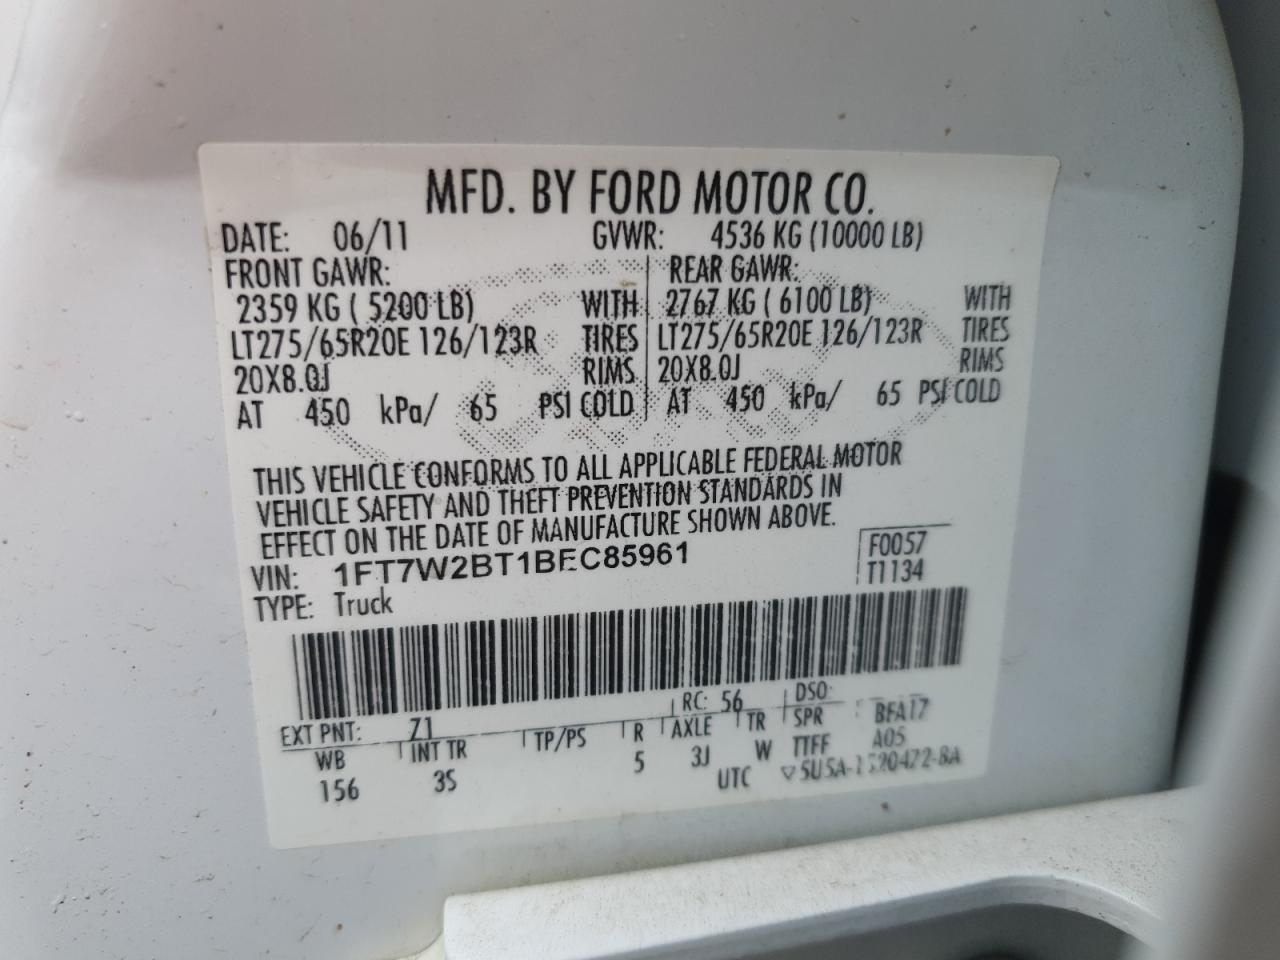 MFD. BY FORD MOTOR CO.
DATE: 06/11 GVWR: 4536 KG (10000 LB)
FRONT GAWR: REAR GAWR:
2359 KG ( 5200 LB) WITH 2767 KG ( 6100 LB) WITH
LT275/65R20E 126/123R TIRES LT275/65R20E 126/123R TIRES
20X8.0J RIMS 20X8.0J RIMS
AT 450 kPa/ 65 PSI COLD AT 450 kPa/ 65 PSI COLD
THIS VEHICLE CONFORMS TO ALL APPLICABLE FEDERAL MOTOR
VEHICLE SAFETY AND THEFT PREVENTION STANDARDS IN
EFFECT ON THE DATE OF MANUFACTURE SHOWN ABOVE.
VIN: 1FT7W2BT1BEC85961
F0057
TYPE: Truck
T1134
EXT PNT: Z1 RC: 56 DSO:
WB INT TR TP/PS R AXLE TR SPR BFA17
156 3S 5 3J W TTFF A05
UTC